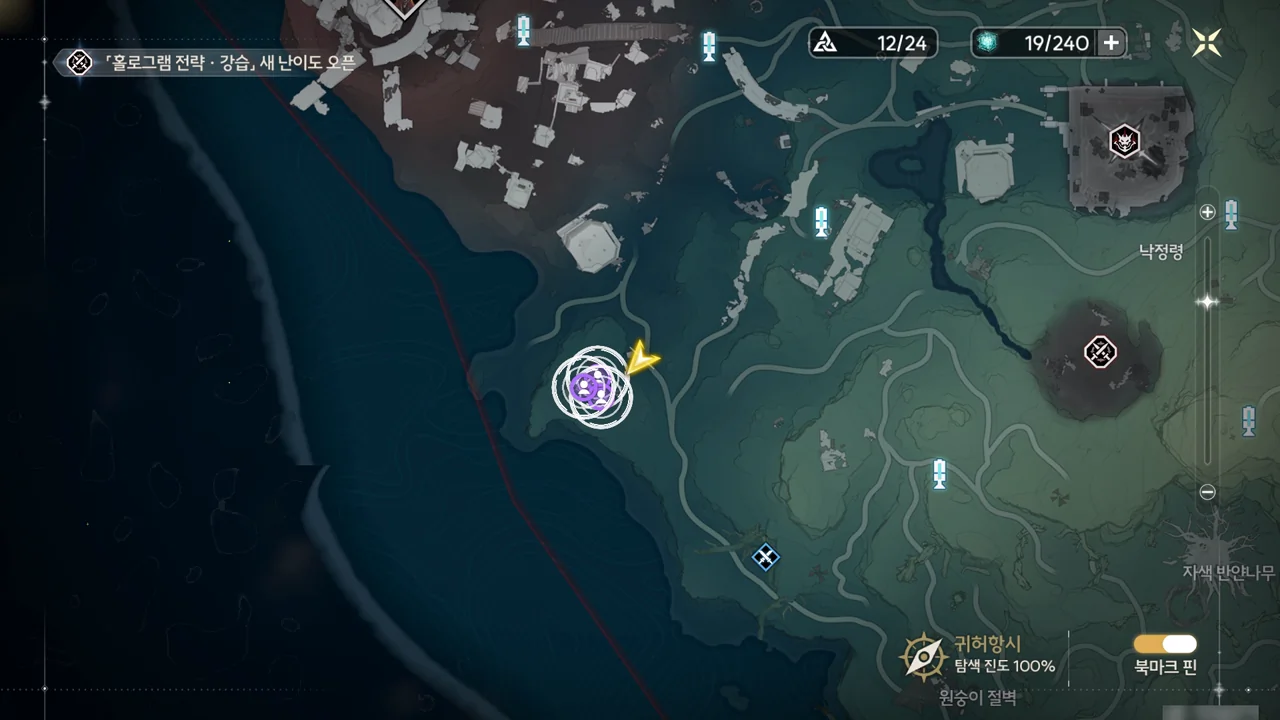 「홀로그램 전략 · 강습, 새 난이도 오픈
12/24
19/240
낙정령
자색 반얀나무
귀허항시
탐색 진도 100%
북마크 핀
원숭이 절벽